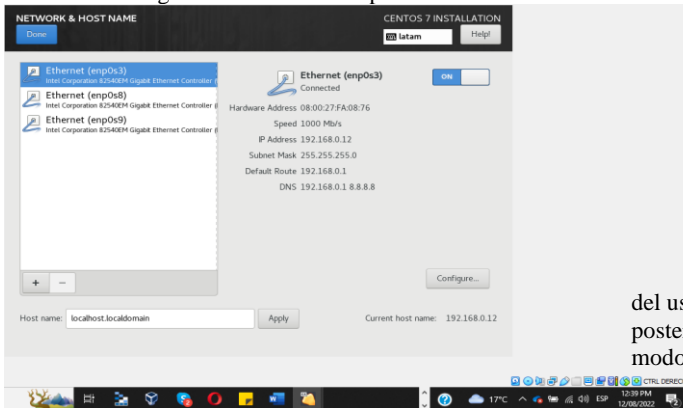 NETWORK & HOST NAME
CENTOS 7 INSTALLATION
Done
latam
Help!
Ethernet (enp0s3)
Intel Corporation 82540EM Gigabit Ethernet Controller (
Ethernet (enp0s8)
Intel Corporation 82540EM Gigabit Ethernet Controller (
Ethernet (enp0s9)
Intel Corporation 82540EM Gigabit Ethernet Controller (
Ethernet (enp0s3)
Connected
ON
Hardware Address 08:00:27:FA:08:76
Speed 1000 Mb/s
IP Address 192.168.0.12
Subnet Mask 255.255.255.0
Default Route 192.168.0.1
DNS 192.168.0.1 8.8.8.8
+ −
Configure...
Host name: localhost.localdomain
Apply
Current host name: 192.168.0.12
del us
poste
modo
CTRL DEREC
17°C
ESP
12:39 PM
12/08/2022
2